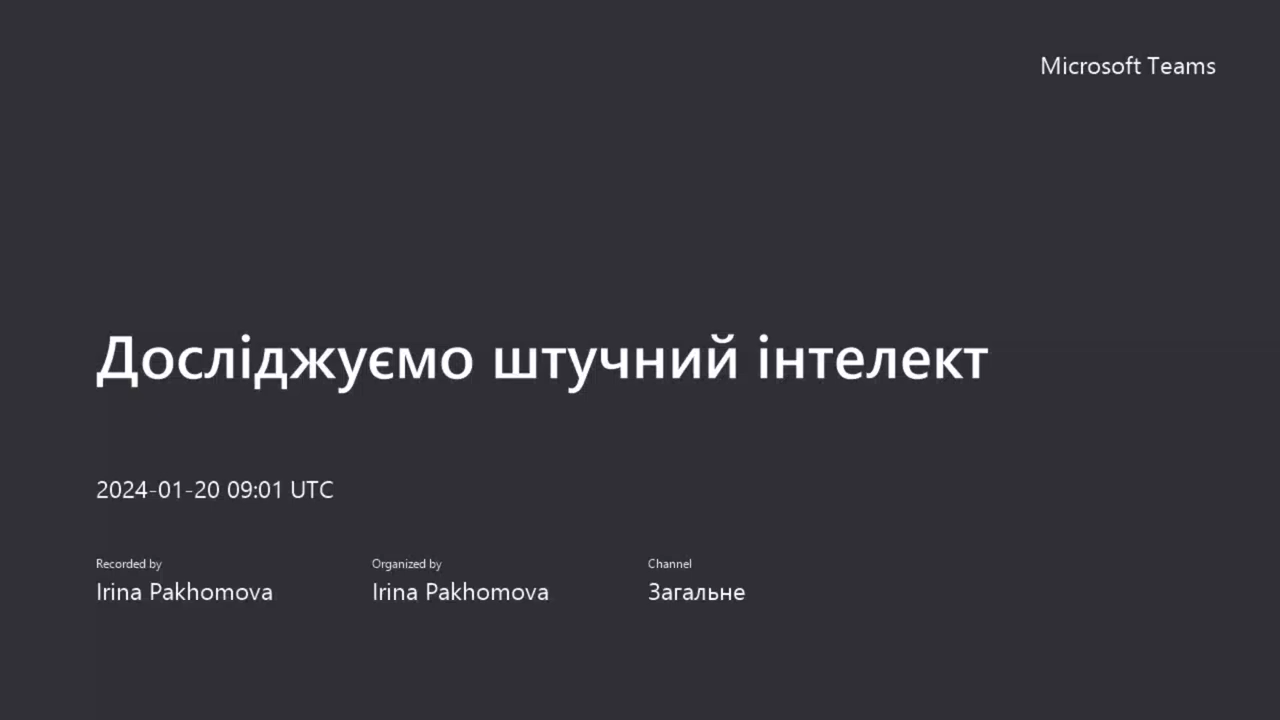 Microsoft Teams
Досліджуємо штучний інтелект
2024-01-20 09:01 UTC
Recorded by Organized by Channel
Irina Pakhomova Irina Pakhomova Загальне